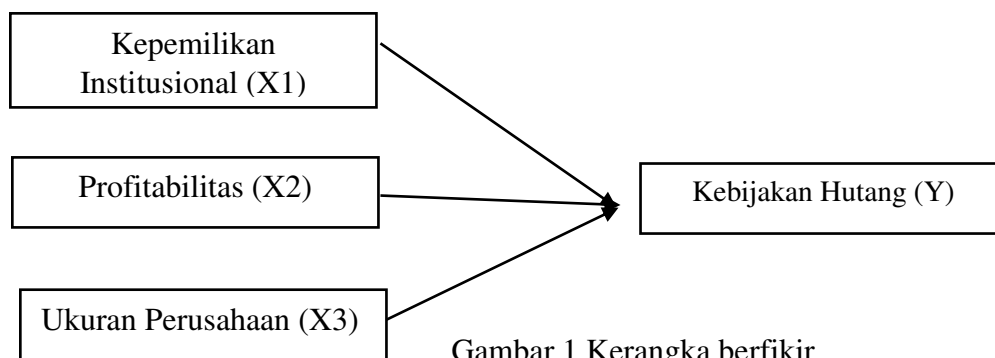 Kepemilikan
Institusional (X1)
Profitabilitas (X2)
Kebijakan Hutang (Y)
Ukuran Perusahaan (X3)
Gambar 1 Kerangka berfikir